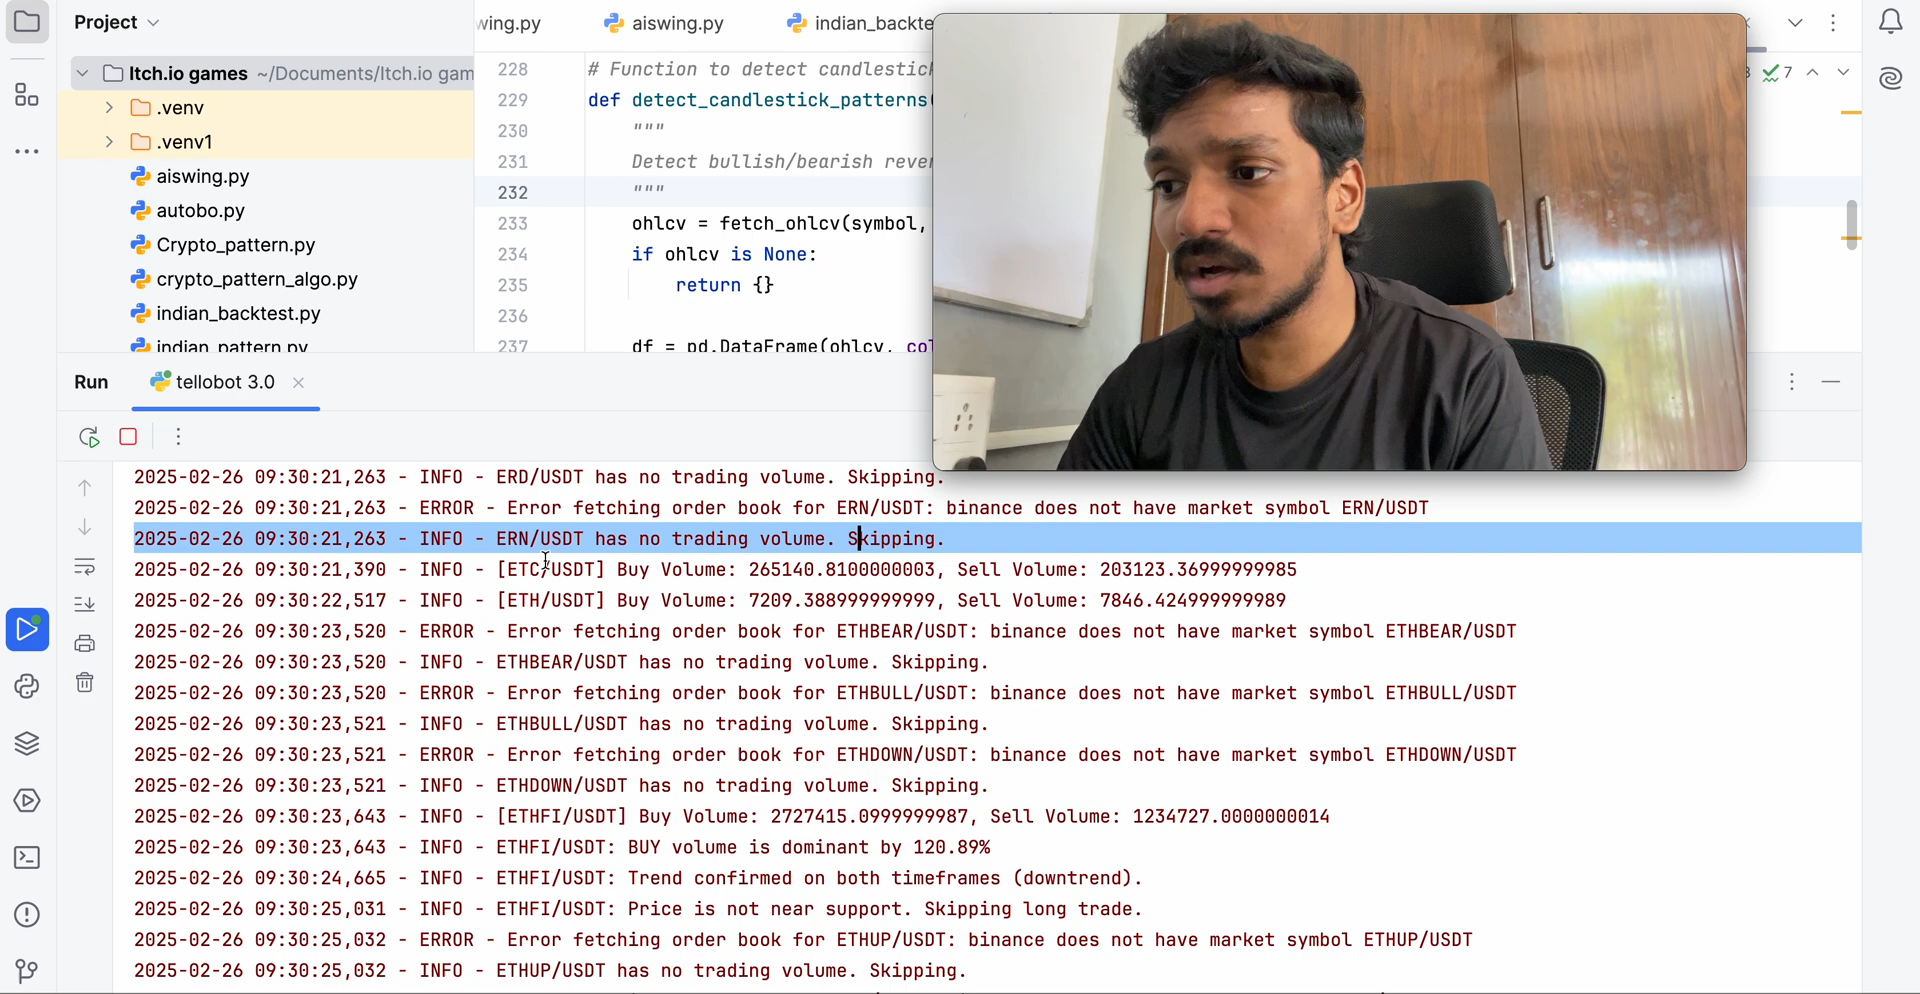 Project
wing.py
aiswing.py
indian_backte
Itch.io games ~/Documents/Itch.io gam
.venv
.venv1
aiswing.py
autobo.py
Crypto_pattern.py
crypto_pattern_algo.py
indian_backtest.py
indian_pattern.py
228 # Function to detect candlestick
229 def detect_candlestick_patterns(
230 """
231 Detect bullish/bearish rever
232 """
233 ohlcv = fetch_ohlcv(symbol,
234 if ohlcv is None:
235 return {}
236
237 df = pd.DataFrame(ohlcv, col
7
Run
tellobot 3.0
2025-02-26 09:30:21,263 - INFO - ERD/USDT has no trading volume. Skipping.
2025-02-26 09:30:21,263 - ERROR - Error fetching order book for ERN/USDT: binance does not have market symbol ERN/USDT
2025-02-26 09:30:21,263 - INFO - ERN/USDT has no trading volume. Skipping.
2025-02-26 09:30:21,390 - INFO - [ETC/USDT] Buy Volume: 265140.8100000003, Sell Volume: 203123.36999999985
2025-02-26 09:30:22,517 - INFO - [ETH/USDT] Buy Volume: 7209.388999999999, Sell Volume: 7846.424999999989
2025-02-26 09:30:23,520 - ERROR - Error fetching order book for ETHBEAR/USDT: binance does not have market symbol ETHBEAR/USDT
2025-02-26 09:30:23,520 - INFO - ETHBEAR/USDT has no trading volume. Skipping.
2025-02-26 09:30:23,520 - ERROR - Error fetching order book for ETHBULL/USDT: binance does not have market symbol ETHBULL/USDT
2025-02-26 09:30:23,521 - INFO - ETHBULL/USDT has no trading volume. Skipping.
2025-02-26 09:30:23,521 - ERROR - Error fetching order book for ETHDOWN/USDT: binance does not have market symbol ETHDOWN/USDT
2025-02-26 09:30:23,521 - INFO - ETHDOWN/USDT has no trading volume. Skipping.
2025-02-26 09:30:23,643 - INFO - [ETHFI/USDT] Buy Volume: 2727415.0999999987, Sell Volume: 1234727.0000000014
2025-02-26 09:30:23,643 - INFO - ETHFI/USDT: BUY volume is dominant by 120.89%
2025-02-26 09:30:24,665 - INFO - ETHFI/USDT: Trend confirmed on both timeframes (downtrend).
2025-02-26 09:30:25,031 - INFO - ETHFI/USDT: Price is not near support. Skipping long trade.
2025-02-26 09:30:25,032 - ERROR - Error fetching order book for ETHUP/USDT: binance does not have market symbol ETHUP/USDT
2025-02-26 09:30:25,032 - INFO - ETHUP/USDT has no trading volume. Skipping.